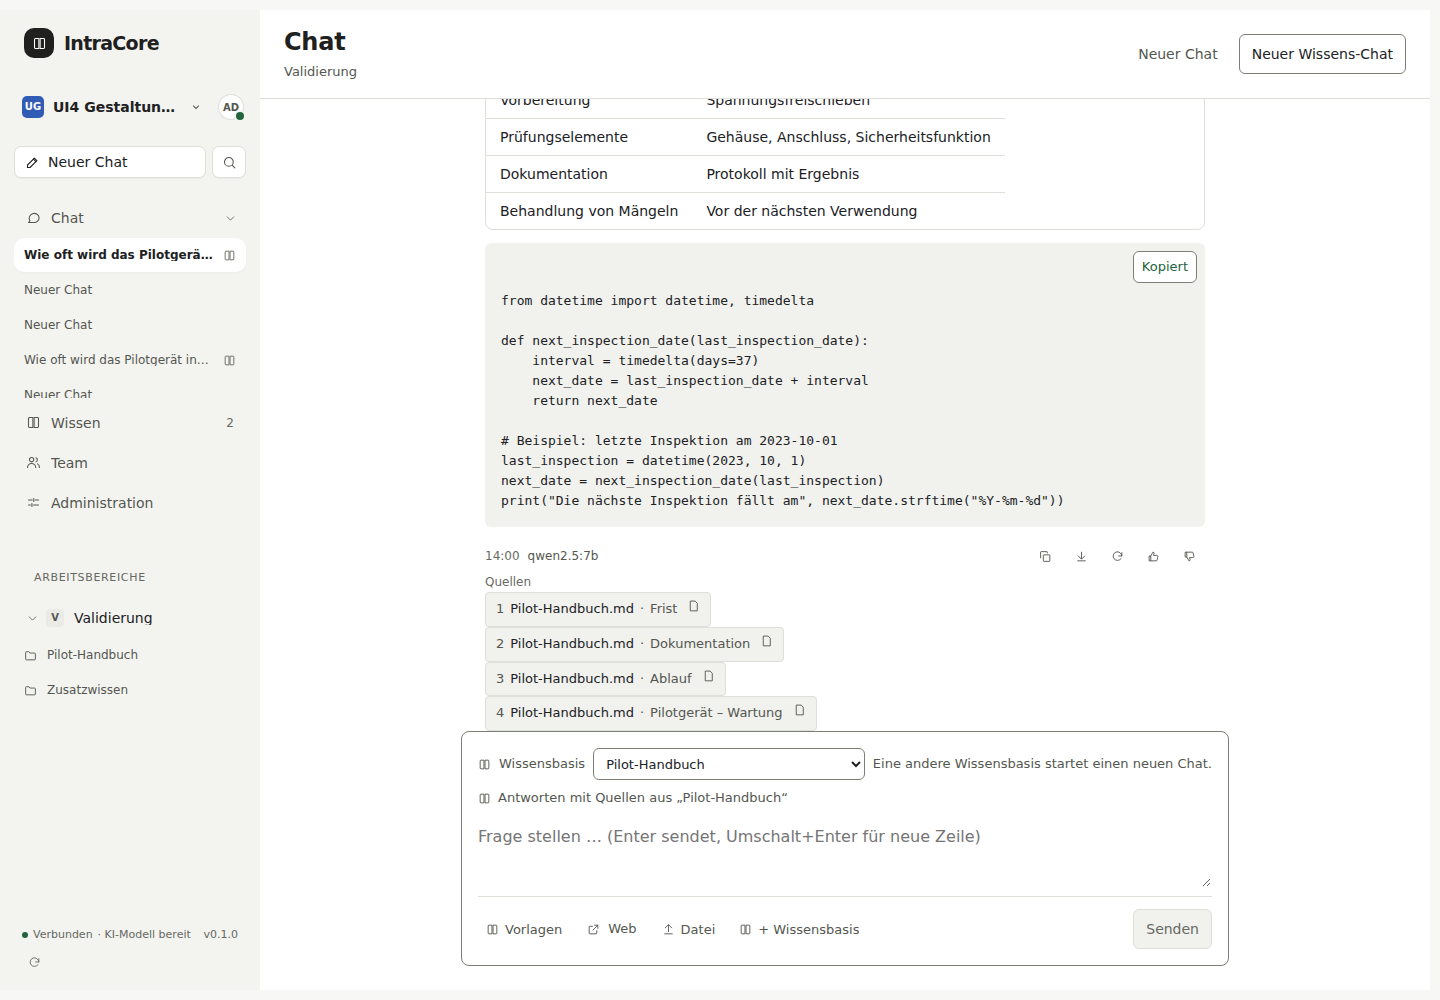 IntraCore
UG UI4 Gestaltun... AD
Neuer Chat
Chat
Wie oft wird das Pilotgerä...
Neuer Chat
Neuer Chat
Wie oft wird das Pilotgerät in...
Neuer Chat
Wissen 2
Team
Administration
ARBEITSBEREICHE
V Validierung
Pilot-Handbuch
Zusatzwissen
Verbunden · KI-Modell bereit v0.1.0
Chat
Validierung
Neuer Chat Neuer Wissens-Chat
Vorbereitung Spannungsfreischieben
Prüfungselemente Gehäuse, Anschluss, Sicherheitsfunktion
Dokumentation Protokoll mit Ergebnis
Behandlung von Mängeln Vor der nächsten Verwendung
Kopiert
from datetime import datetime, timedelta
def next_inspection_date(last_inspection_date):
    interval = timedelta(days=37)
    next_date = last_inspection_date + interval
    return next_date
# Beispiel: letzte Inspektion am 2023-10-01
last_inspection = datetime(2023, 10, 1)
next_date = next_inspection_date(last_inspection)
print("Die nächste Inspektion fällt am", next_date.strftime("%Y-%m-%d"))
14:00 qwen2.5:7b
Quellen
1 Pilot-Handbuch.md · Frist
2 Pilot-Handbuch.md · Dokumentation
3 Pilot-Handbuch.md · Ablauf
4 Pilot-Handbuch.md · Pilotgerät – Wartung
Wissensbasis Pilot-Handbuch Eine andere Wissensbasis startet einen neuen Chat.
Antworten mit Quellen aus „Pilot-Handbuch“
Frage stellen … (Enter sendet, Umschalt+Enter für neue Zeile)
Vorlagen Web Datei + Wissensbasis Senden